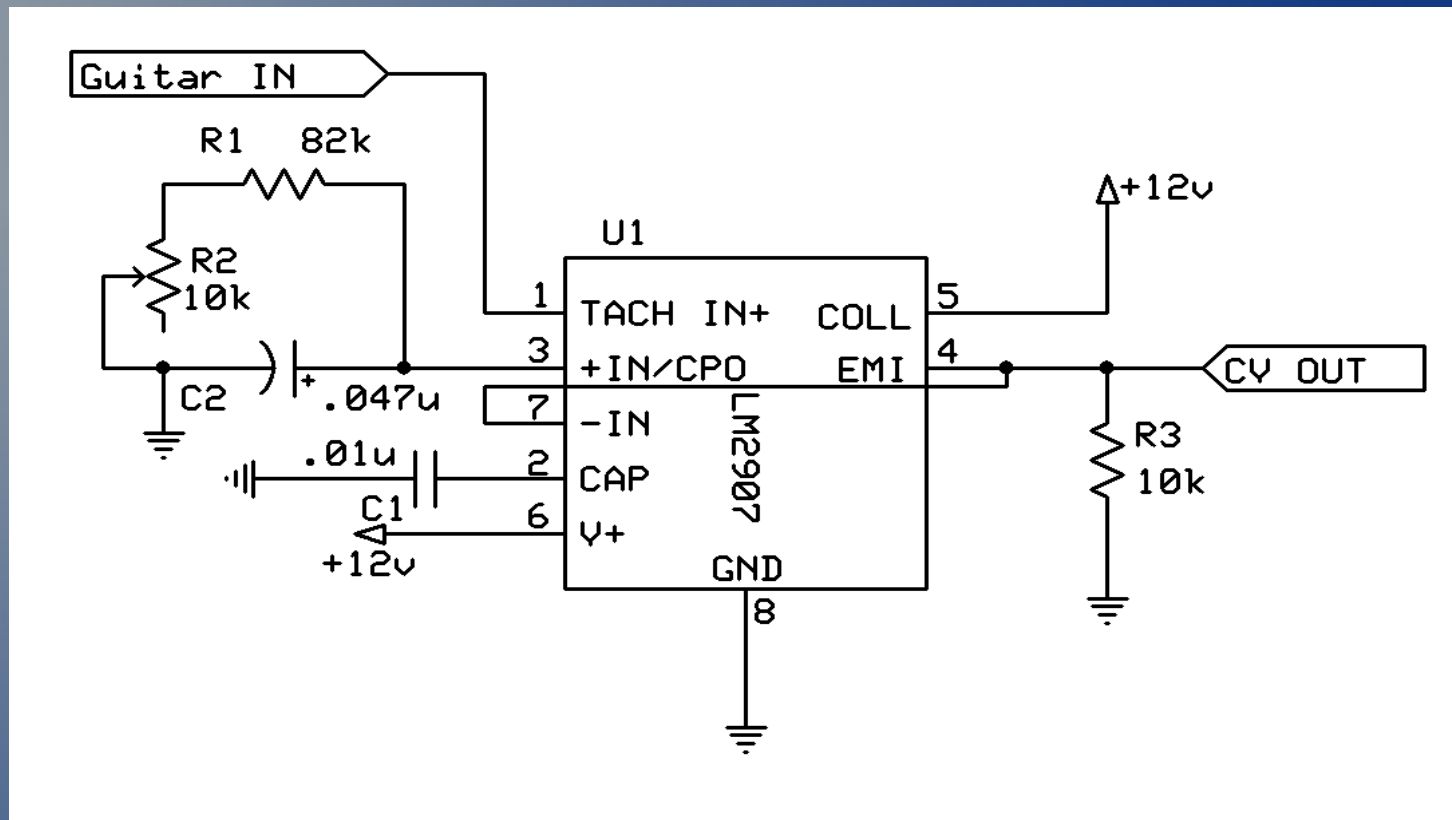 Guitar IN
R1 82k
+12v
U1
R2
10k
1 TACH IN+ COLL 5
3 +IN/CPO EMI 4
CV OUT
C2 + .047u
7 -IN
LM2907
R3
10k
.01u
2 CAP
C1
6 V+
+12v
GND
8